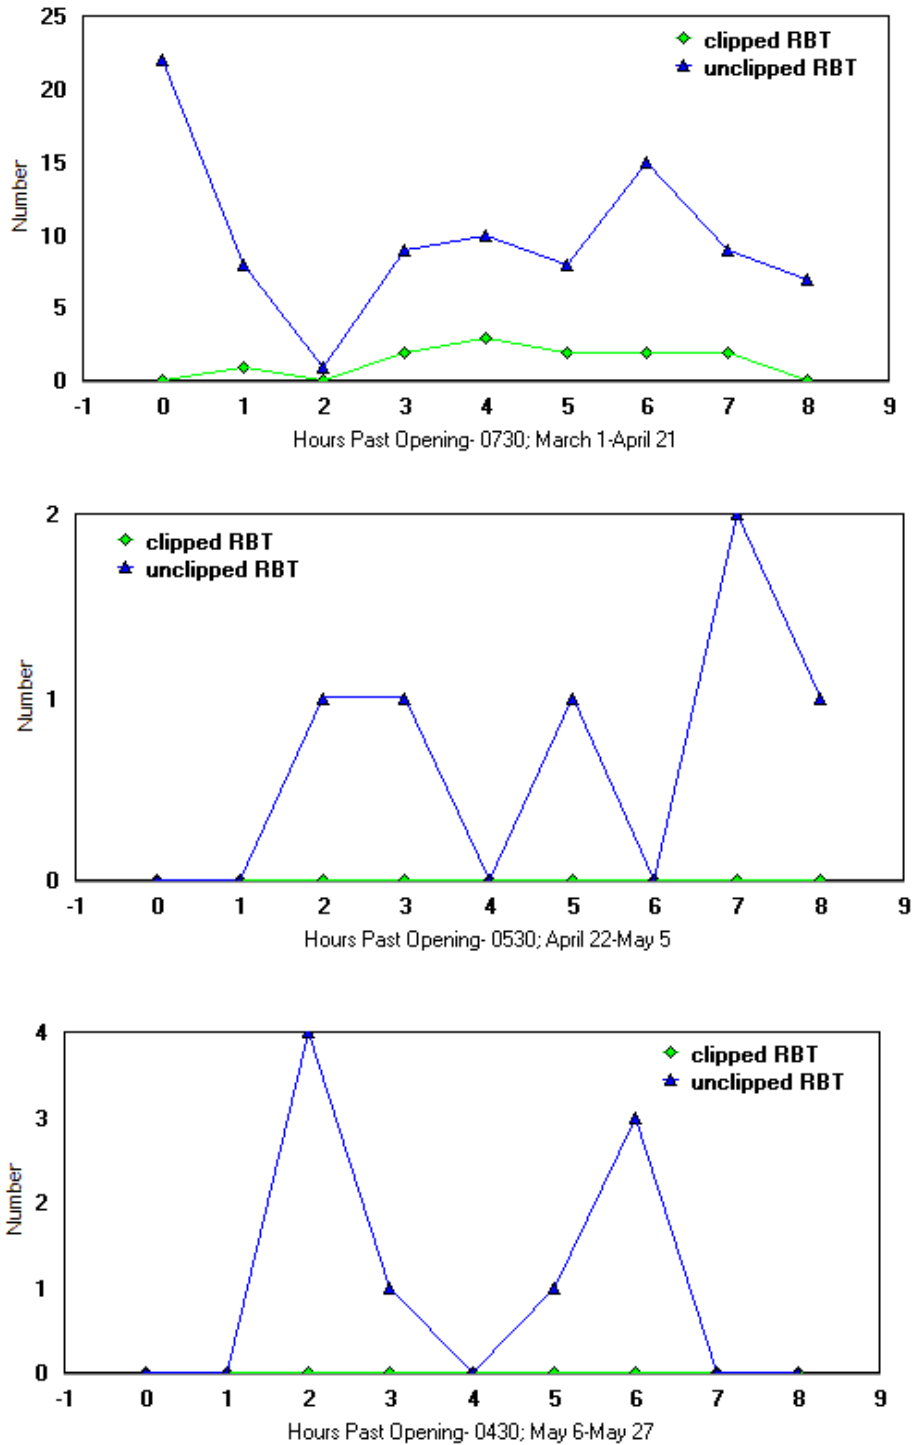 25
clipped RBT
unclipped RBT
20
15
Number
10
5
0
-1 0 1 2 3 4 5 6 7 8 9
Hours Past Opening- 0730; March 1-April 21
2
clipped RBT
unclipped RBT
Number
1
0
-1 0 1 2 3 4 5 6 7 8 9
Hours Past Opening- 0530; April 22-May 5
4
clipped RBT
unclipped RBT
3
Number
2
1
0
-1 0 1 2 3 4 5 6 7 8 9
Hours Past Opening- 0430; May 6-May 27